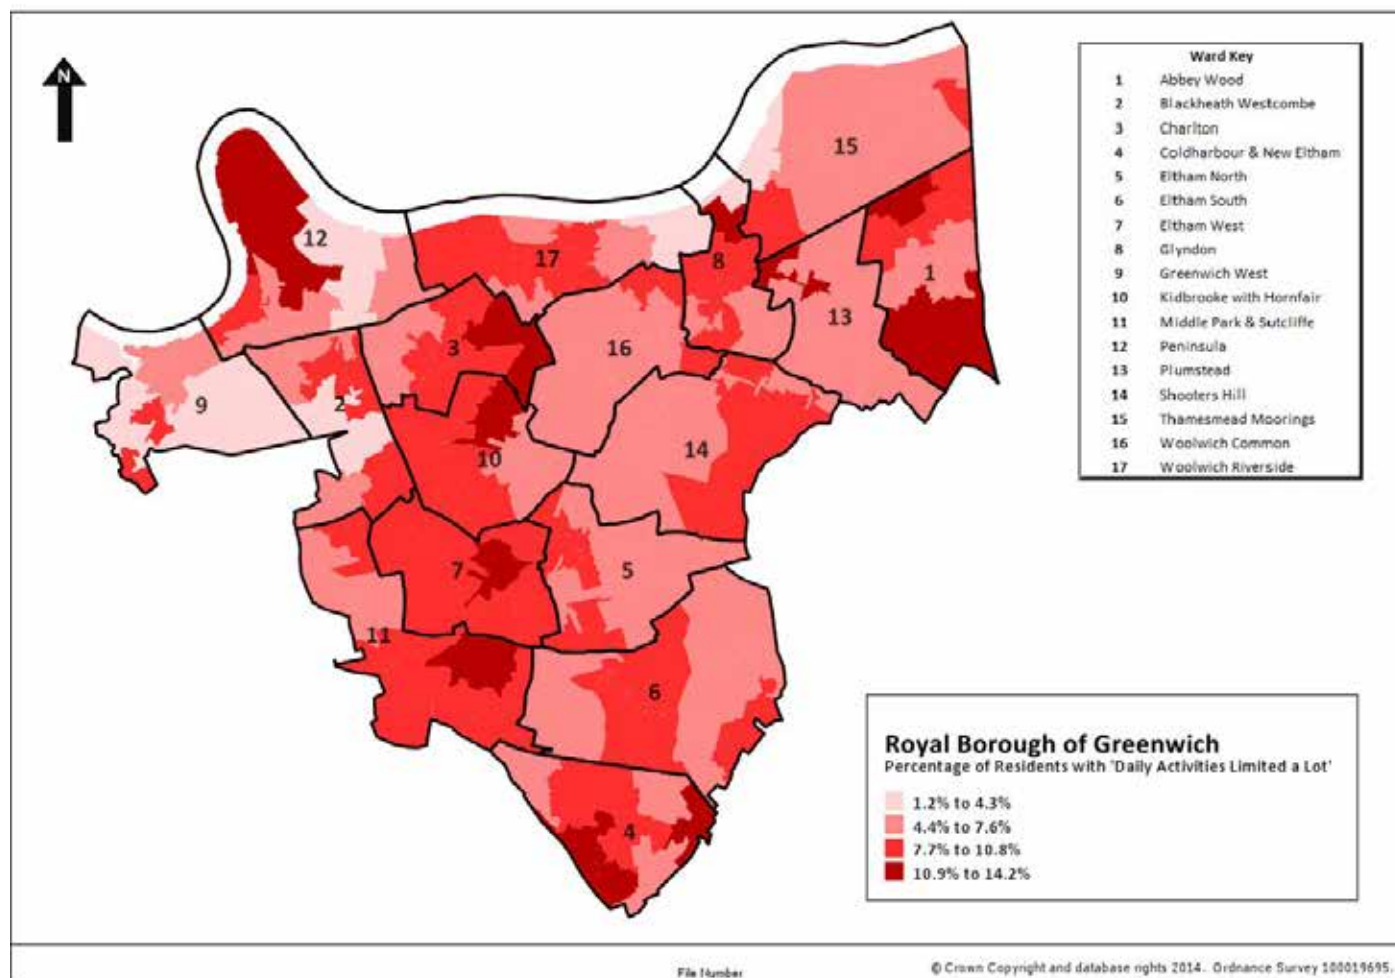 N
Ward Key
1 Abbey Wood
2 Blackheath Westcombe
3 Charlton
4 Coldharbour & New Eltham
5 Eltham North
6 Eltham South
7 Eltham West
8 Glyndon
9 Greenwich West
10 Kidbrooke with Hornfair
11 Middle Park & Sutcliffe
12 Peninsula
13 Plumstead
14 Shooters Hill
15 Thamesmead Moorings
16 Woolwich Common
17 Woolwich Riverside
15
12
17
8
1
13
3
16
9
2
10
14
7
5
11
6
4
Royal Borough of Greenwich
Percentage of Residents with 'Daily Activities Limited a Lot'
1.2% to 4.3%
4.4% to 7.6%
7.7% to 10.8%
10.9% to 14.2%
File Number
© Crown Copyright and database rights 2014. Ordnance Survey 100019695